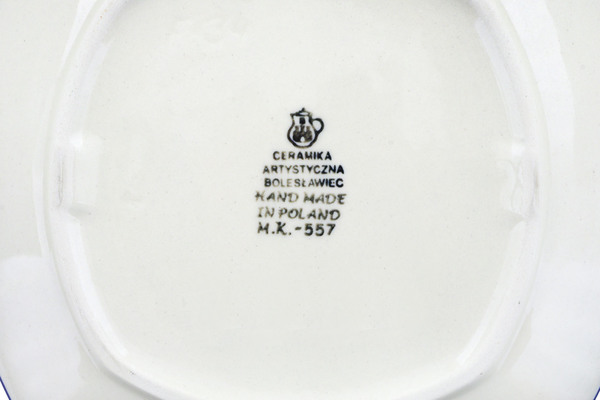 CERAMIKA
ARTYSTYCZNA
BOLESŁAWIEC
HAND MADE
IN POLAND
M.K.-557